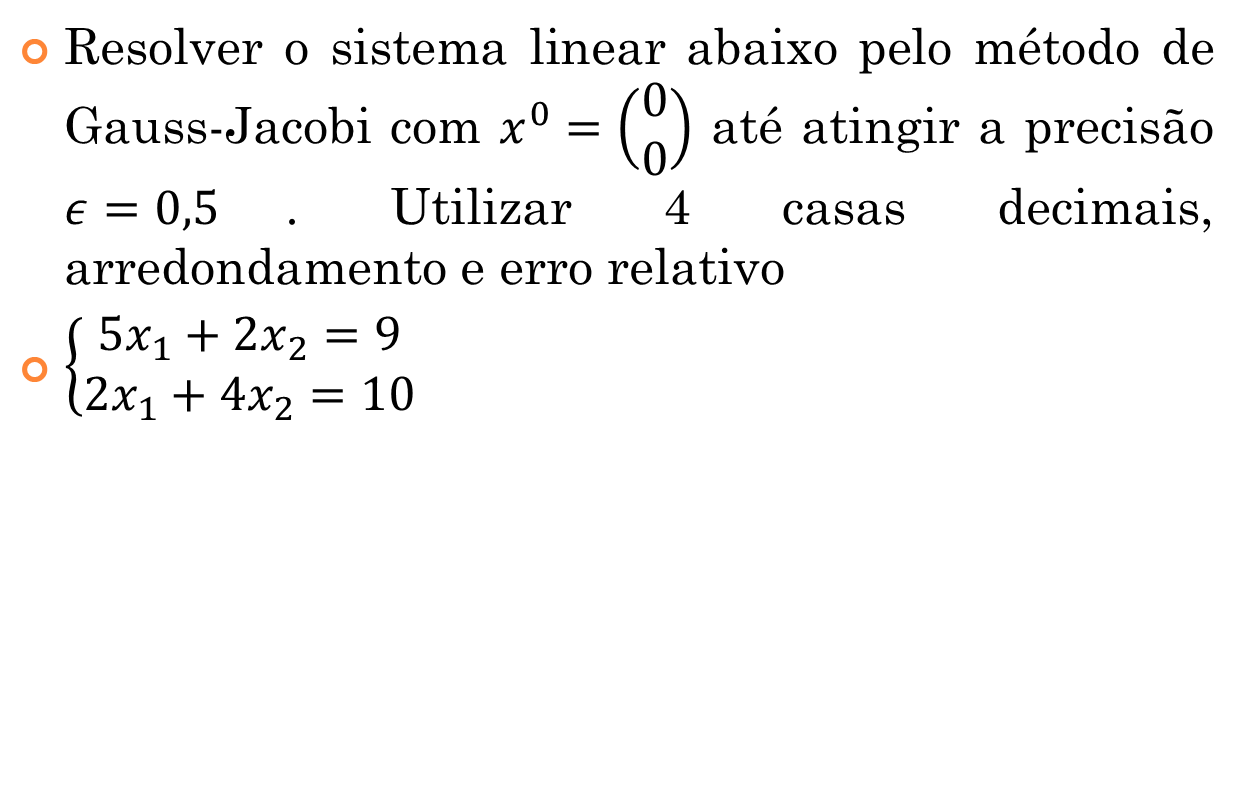 Resolver o sistema linear abaixo pelo método de
Gauss-Jacobi com x⁰ = (0 0) até atingir a precisão
ϵ = 0,5 . Utilizar 4 casas decimais,
arredondamento e erro relativo
{ 5x₁ + 2x₂ = 9
2x₁ + 4x₂ = 10